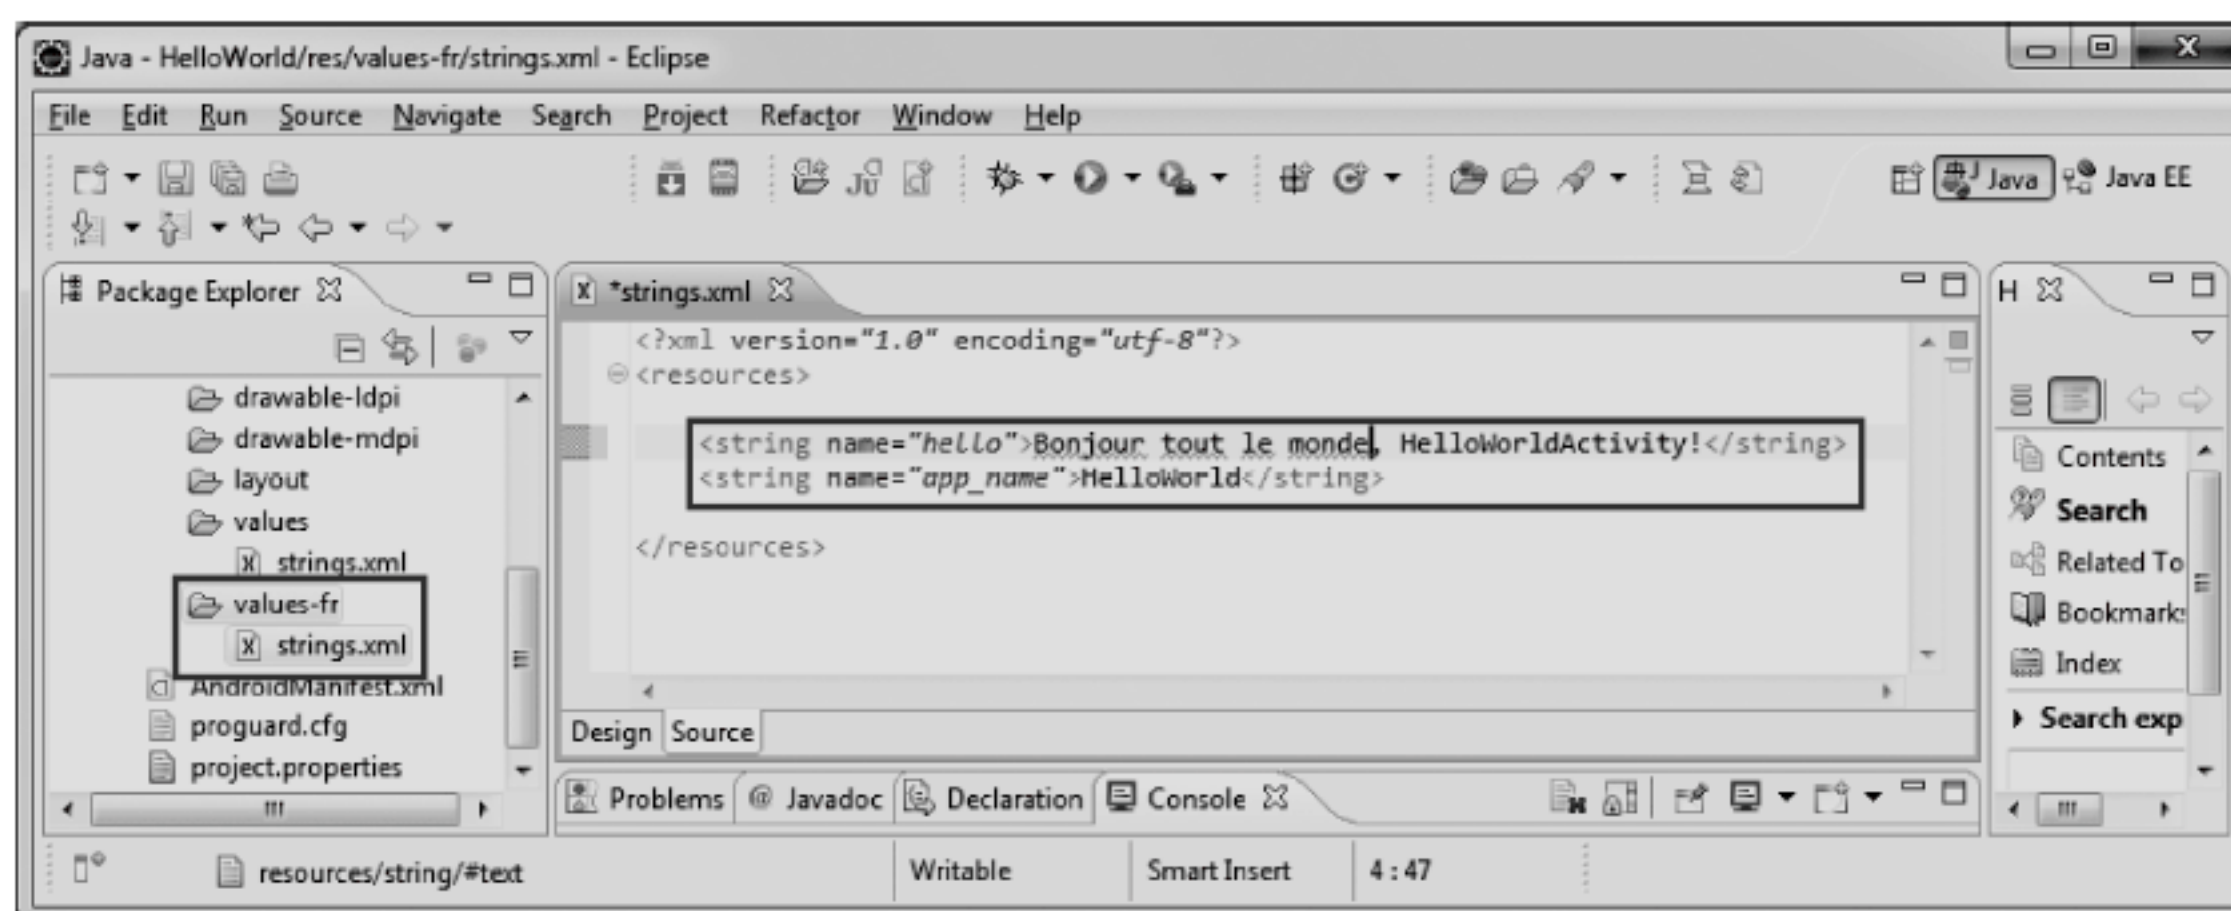 Java - HelloWorld/res/values-fr/strings.xml - Eclipse
File Edit Run Source Navigate Search Project Refactor Window Help
Java Java EE
Package Explorer
drawable-ldpi
drawable-mdpi
layout
values
strings.xml
values-fr
strings.xml
AndroidManifest.xml
proguard.cfg
project.properties
*strings.xml
<?xml version="1.0" encoding="utf-8"?>
<resources>
<string name="hello">Bonjour tout le monde, HelloWorldActivity!</string>
<string name="app_name">HelloWorld</string>
</resources>
Design Source
Problems @ Javadoc Declaration Console
H
Contents
Search
Related To
Bookmarks
Index
Search exp
resources/string/#text Writable Smart Insert 4 : 47